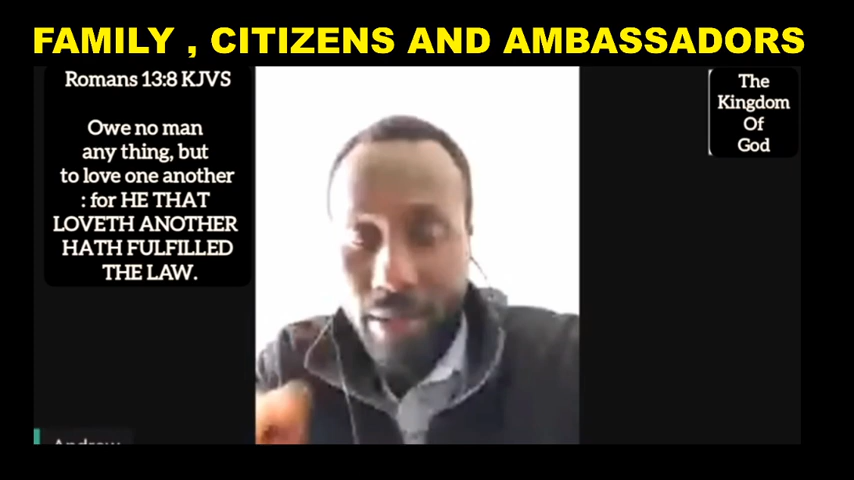 FAMILY , CITIZENS AND AMBASSADORS
Romans 13:8 KJVS
Owe no man
any thing, but
to love one another
: for HE THAT
LOVETH ANOTHER
HATH FULFILLED
THE LAW.
The
Kingdom
Of
God
Andrew